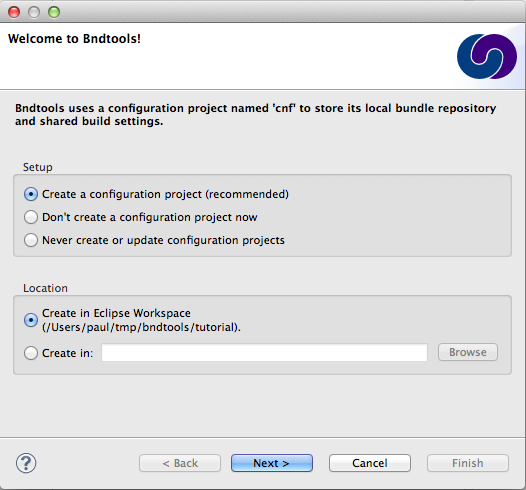 Welcome to Bndtools!
Bndtools uses a configuration project named 'cnf' to store its local bundle repository
and shared build settings.
Setup
Create a configuration project (recommended)
Don't create a configuration project now
Never create or update configuration projects
Location
Create in Eclipse Workspace
(/Users/paul/tmp/bndtools/tutorial).
Create in:
Browse
?
< Back
Next >
Cancel
Finish